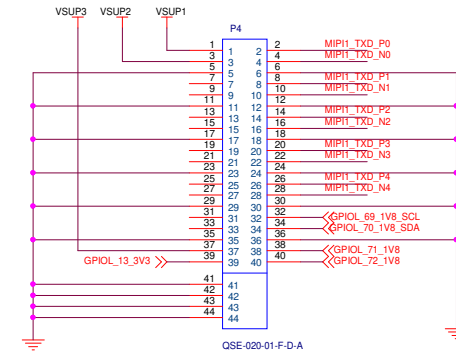 VSUP3 VSUP2 VSUP1
P4
1 1 2 2 MIPI1_TXD_P0
3 3 4 4 MIPI1_TXD_N0
5 5 6 6
7 7 8 8 MIPI1_TXD_P1
9 9 10 10 MIPI1_TXD_N1
11 11 12 12
13 13 14 14 MIPI1_TXD_P2
15 15 16 16 MIPI1_TXD_N2
17 17 18 18
19 19 20 20 MIPI1_TXD_P3
21 21 22 22 MIPI1_TXD_N3
23 23 24 24
25 25 26 26 MIPI1_TXD_P4
27 27 28 28 MIPI1_TXD_N4
29 29 30 30
31 31 32 32 GPIOL_69_1V8_SCL
33 33 34 34 GPIOL_70_1V8_SDA
35 35 36 36
37 37 38 38 GPIOL_71_1V8
GPIOL_13_3V3 39 39 40 40 GPIOL_72_1V8
41 41
42 42
43 43
44 44
QSE-020-01-F-D-A